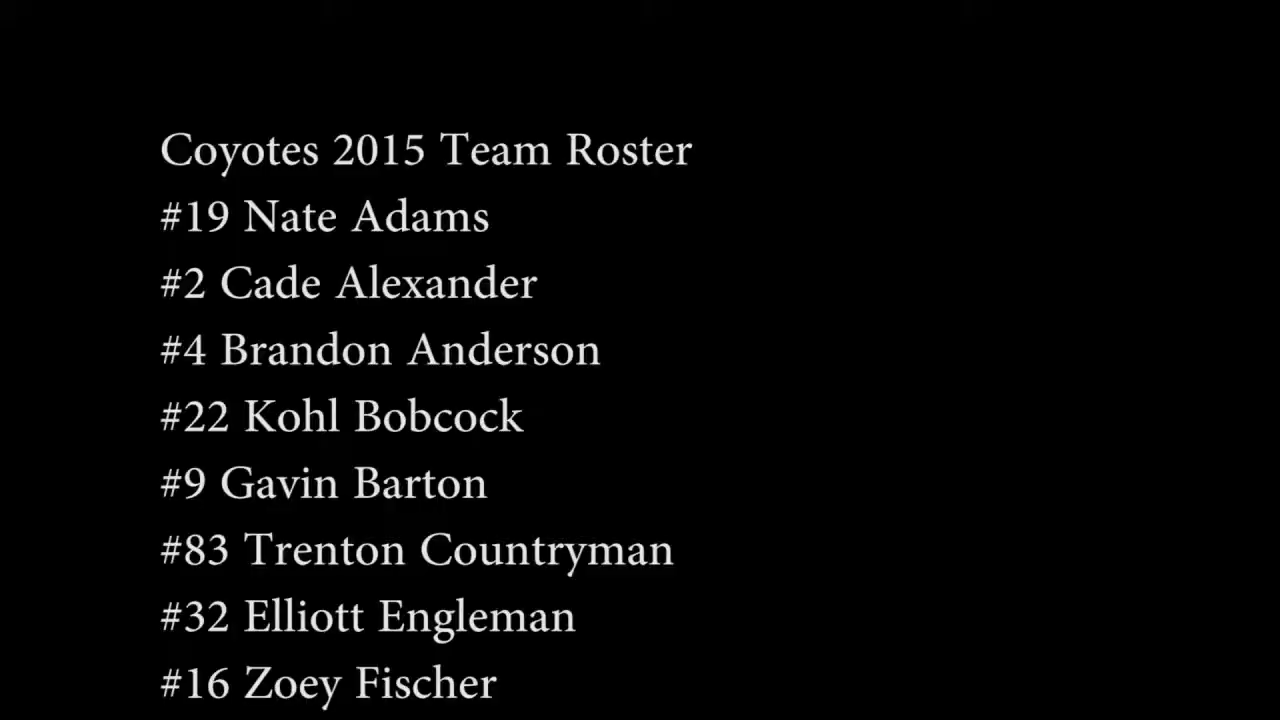 Coyotes 2015 Team Roster
#19 Nate Adams
#2 Cade Alexander
#4 Brandon Anderson
#22 Kohl Bobcock
#9 Gavin Barton
#83 Trenton Countryman
#32 Elliott Engleman
#16 Zoey Fischer